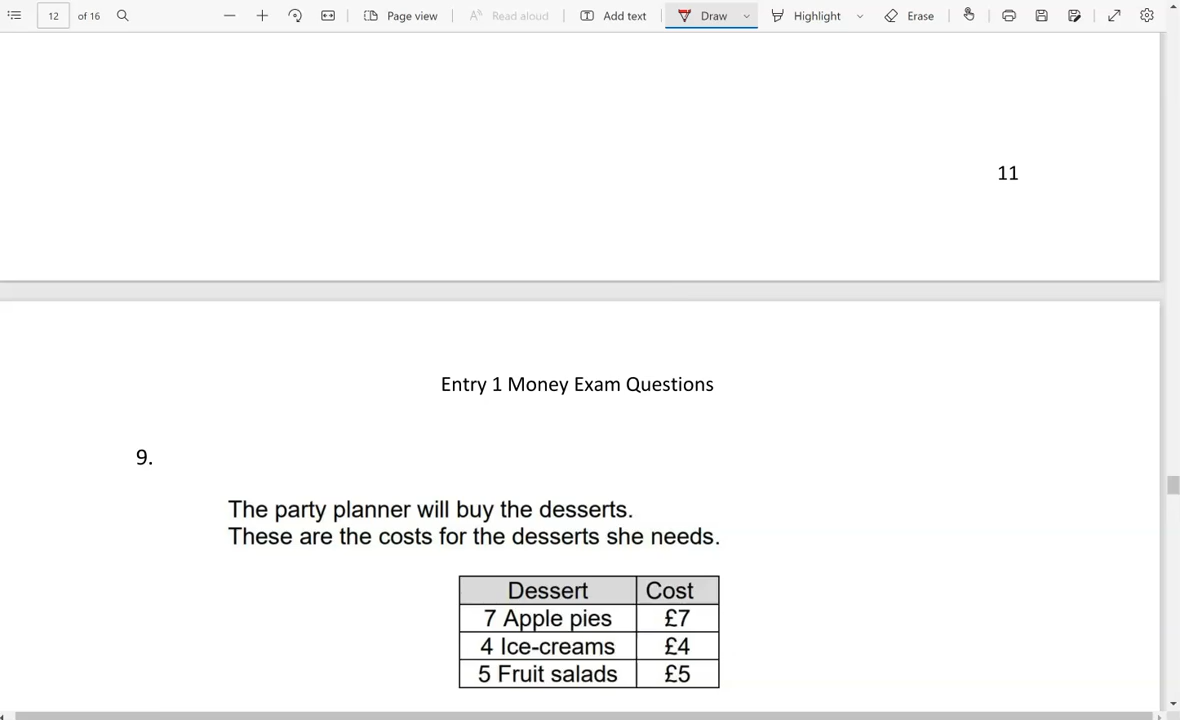 12 of 16 Page view Read aloud Add text Draw Highlight Erase
11
Entry 1 Money Exam Questions
9.
The party planner will buy the desserts.
These are the costs for the desserts she needs.
Dessert Cost
7 Apple pies £7
4 Ice-creams £4
5 Fruit salads £5